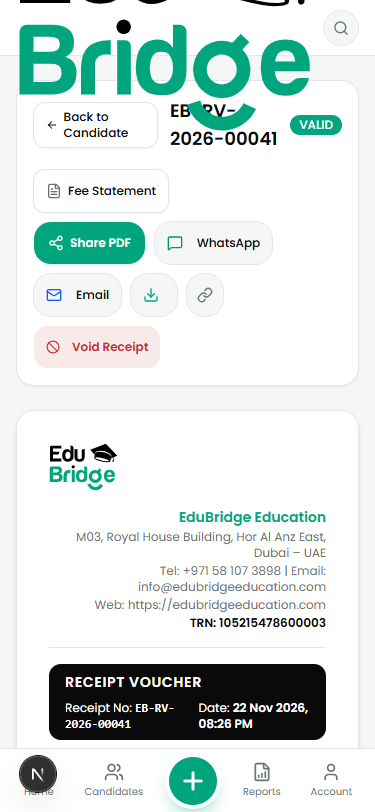 Edu
Bridge
Back to
Candidate
EB-RV-
2026-00041
VALID
Fee Statement
Share PDF
WhatsApp
Email
Void Receipt
Edu
Bridge
EduBridge Education
M03, Royal House Building, Hor Al Anz East,
Dubai – UAE
Tel: +971 58 107 3898 | Email:
info@edubridgeeducation.com
Web: https://edubridgeeducation.com
TRN: 105215478600003
RECEIPT VOUCHER
Receipt No: EB-RV-
2026-00041
Date: 22 Nov 2026,
08:26 PM
N
Home
Candidates
Reports
Account